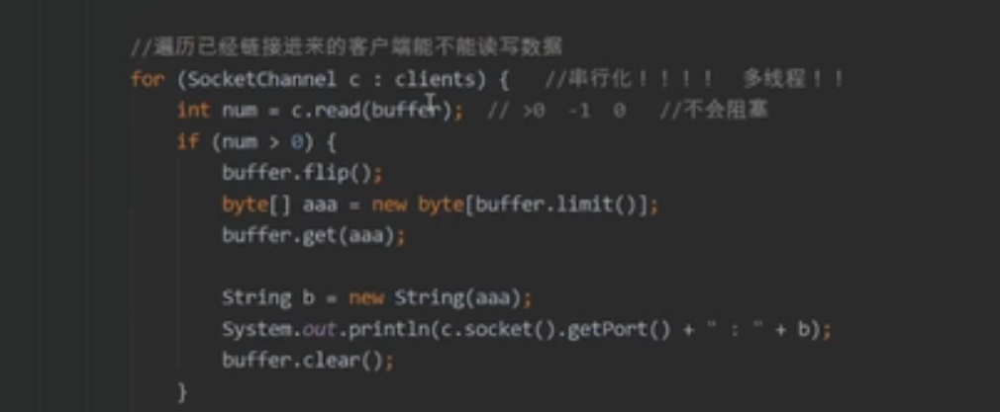 //遍历已经链接进来的客户端能不能读写数据
for (SocketChannel c : clients) {   //串行化！！！！  多线程！！
    int num = c.read(buffer);  // >0  -1  0   //不会阻塞
    if (num > 0) {
        buffer.flip();
        byte[] aaa = new byte[buffer.limit()];
        buffer.get(aaa);
        String b = new String(aaa);
        System.out.println(c.socket().getPort() + " : " + b);
        buffer.clear();
    }